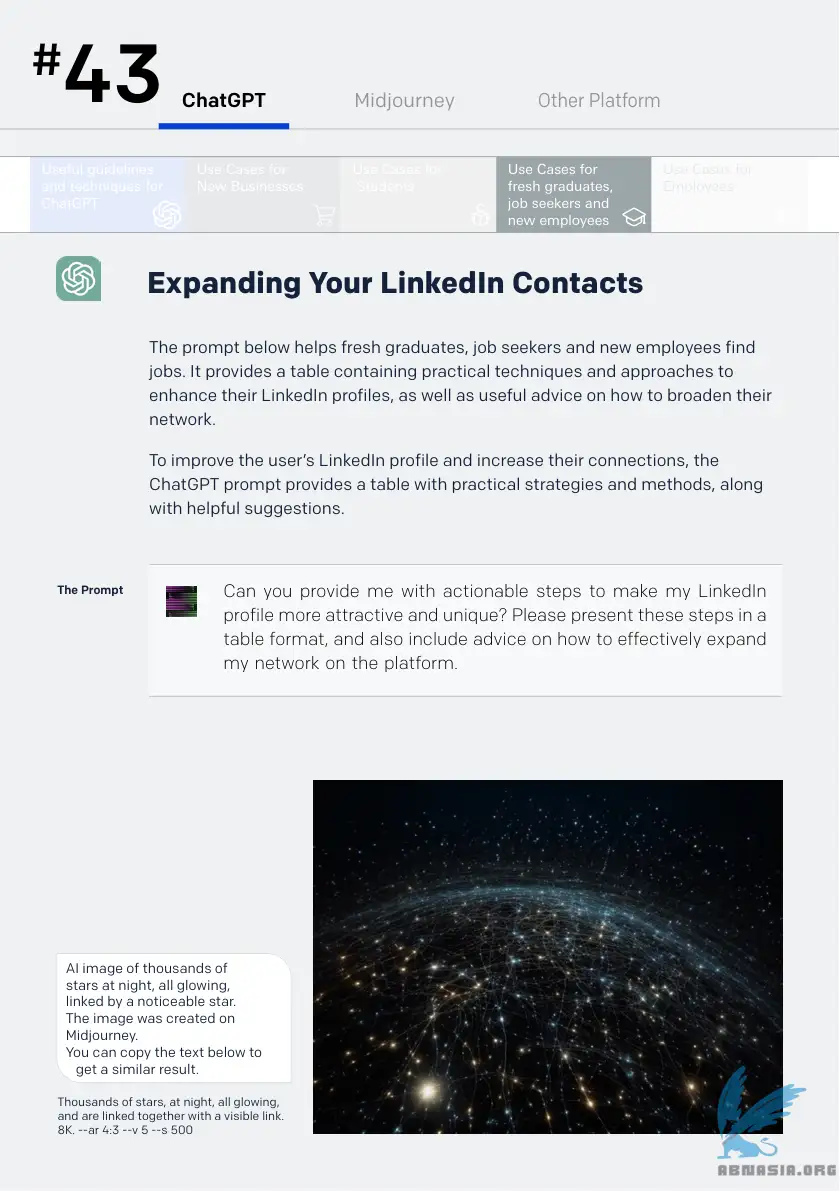 #43
ChatGPT
Midjourney
Other Platform
Useful guidelines
and techniques for
ChatGPT
Use Cases for
New Businesses
Use Cases for
Students
Use Cases for
fresh graduates,
job seekers and
new employees
Use Cases for
Employees
Expanding Your LinkedIn Contacts
The prompt below helps fresh graduates, job seekers and new employees find
jobs. It provides a table containing practical techniques and approaches to
enhance their LinkedIn profiles, as well as useful advice on how to broaden their
network.
To improve the user’s LinkedIn profile and increase their connections, the
ChatGPT prompt provides a table with practical strategies and methods, along
with helpful suggestions.
The Prompt
Can you provide me with actionable steps to make my LinkedIn
profile more attractive and unique? Please present these steps in a
table format, and also include advice on how to effectively expand
my network on the platform.
AI image of thousands of
stars at night, all glowing,
linked by a noticeable star.
The image was created on
Midjourney.
You can copy the text below to
get a similar result.
Thousands of stars, at night, all glowing,
and are linked together with a visible link.
8K. --ar 4:3 --v 5 --s 500
ABNASIA.ORG